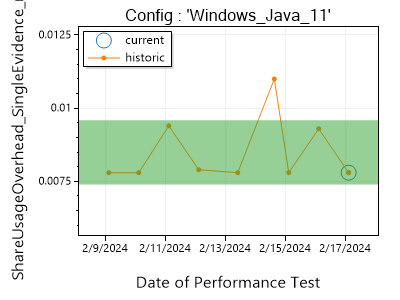 Config : 'Windows_Java_11'
ShareUsageOverhead_SingleEvidence_
current
historic
0.0125
0.01
0.0075
2/9/2024
2/11/2024
2/13/2024
2/15/2024
2/17/2024
Date of Performance Test